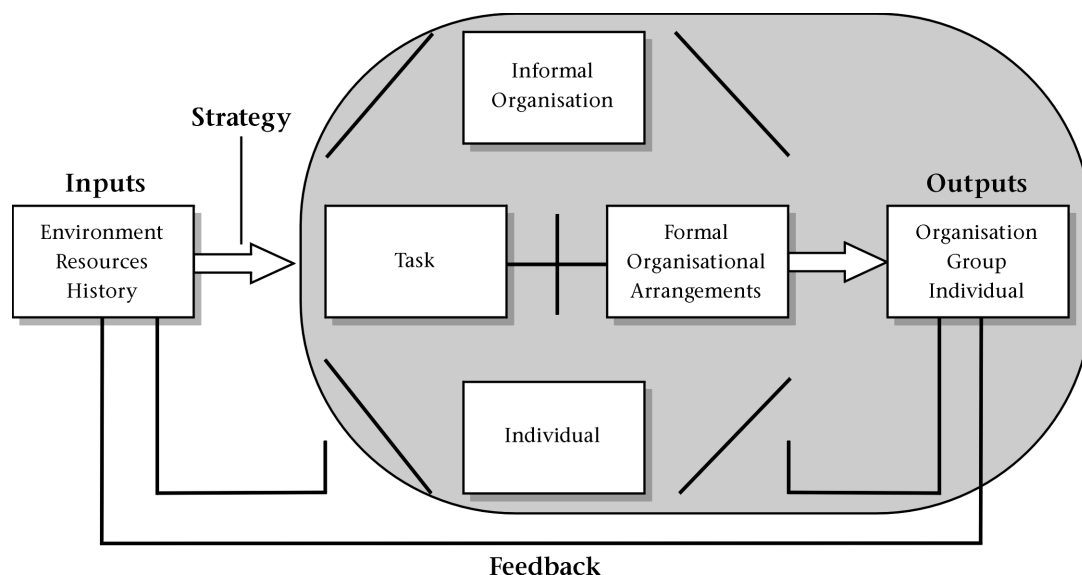 Informal
Organisation
Strategy
Inputs
Outputs
Environment
Resources
History
Task
Formal
Organisational
Arrangements
Organisation
Group
Individual
Individual
Feedback